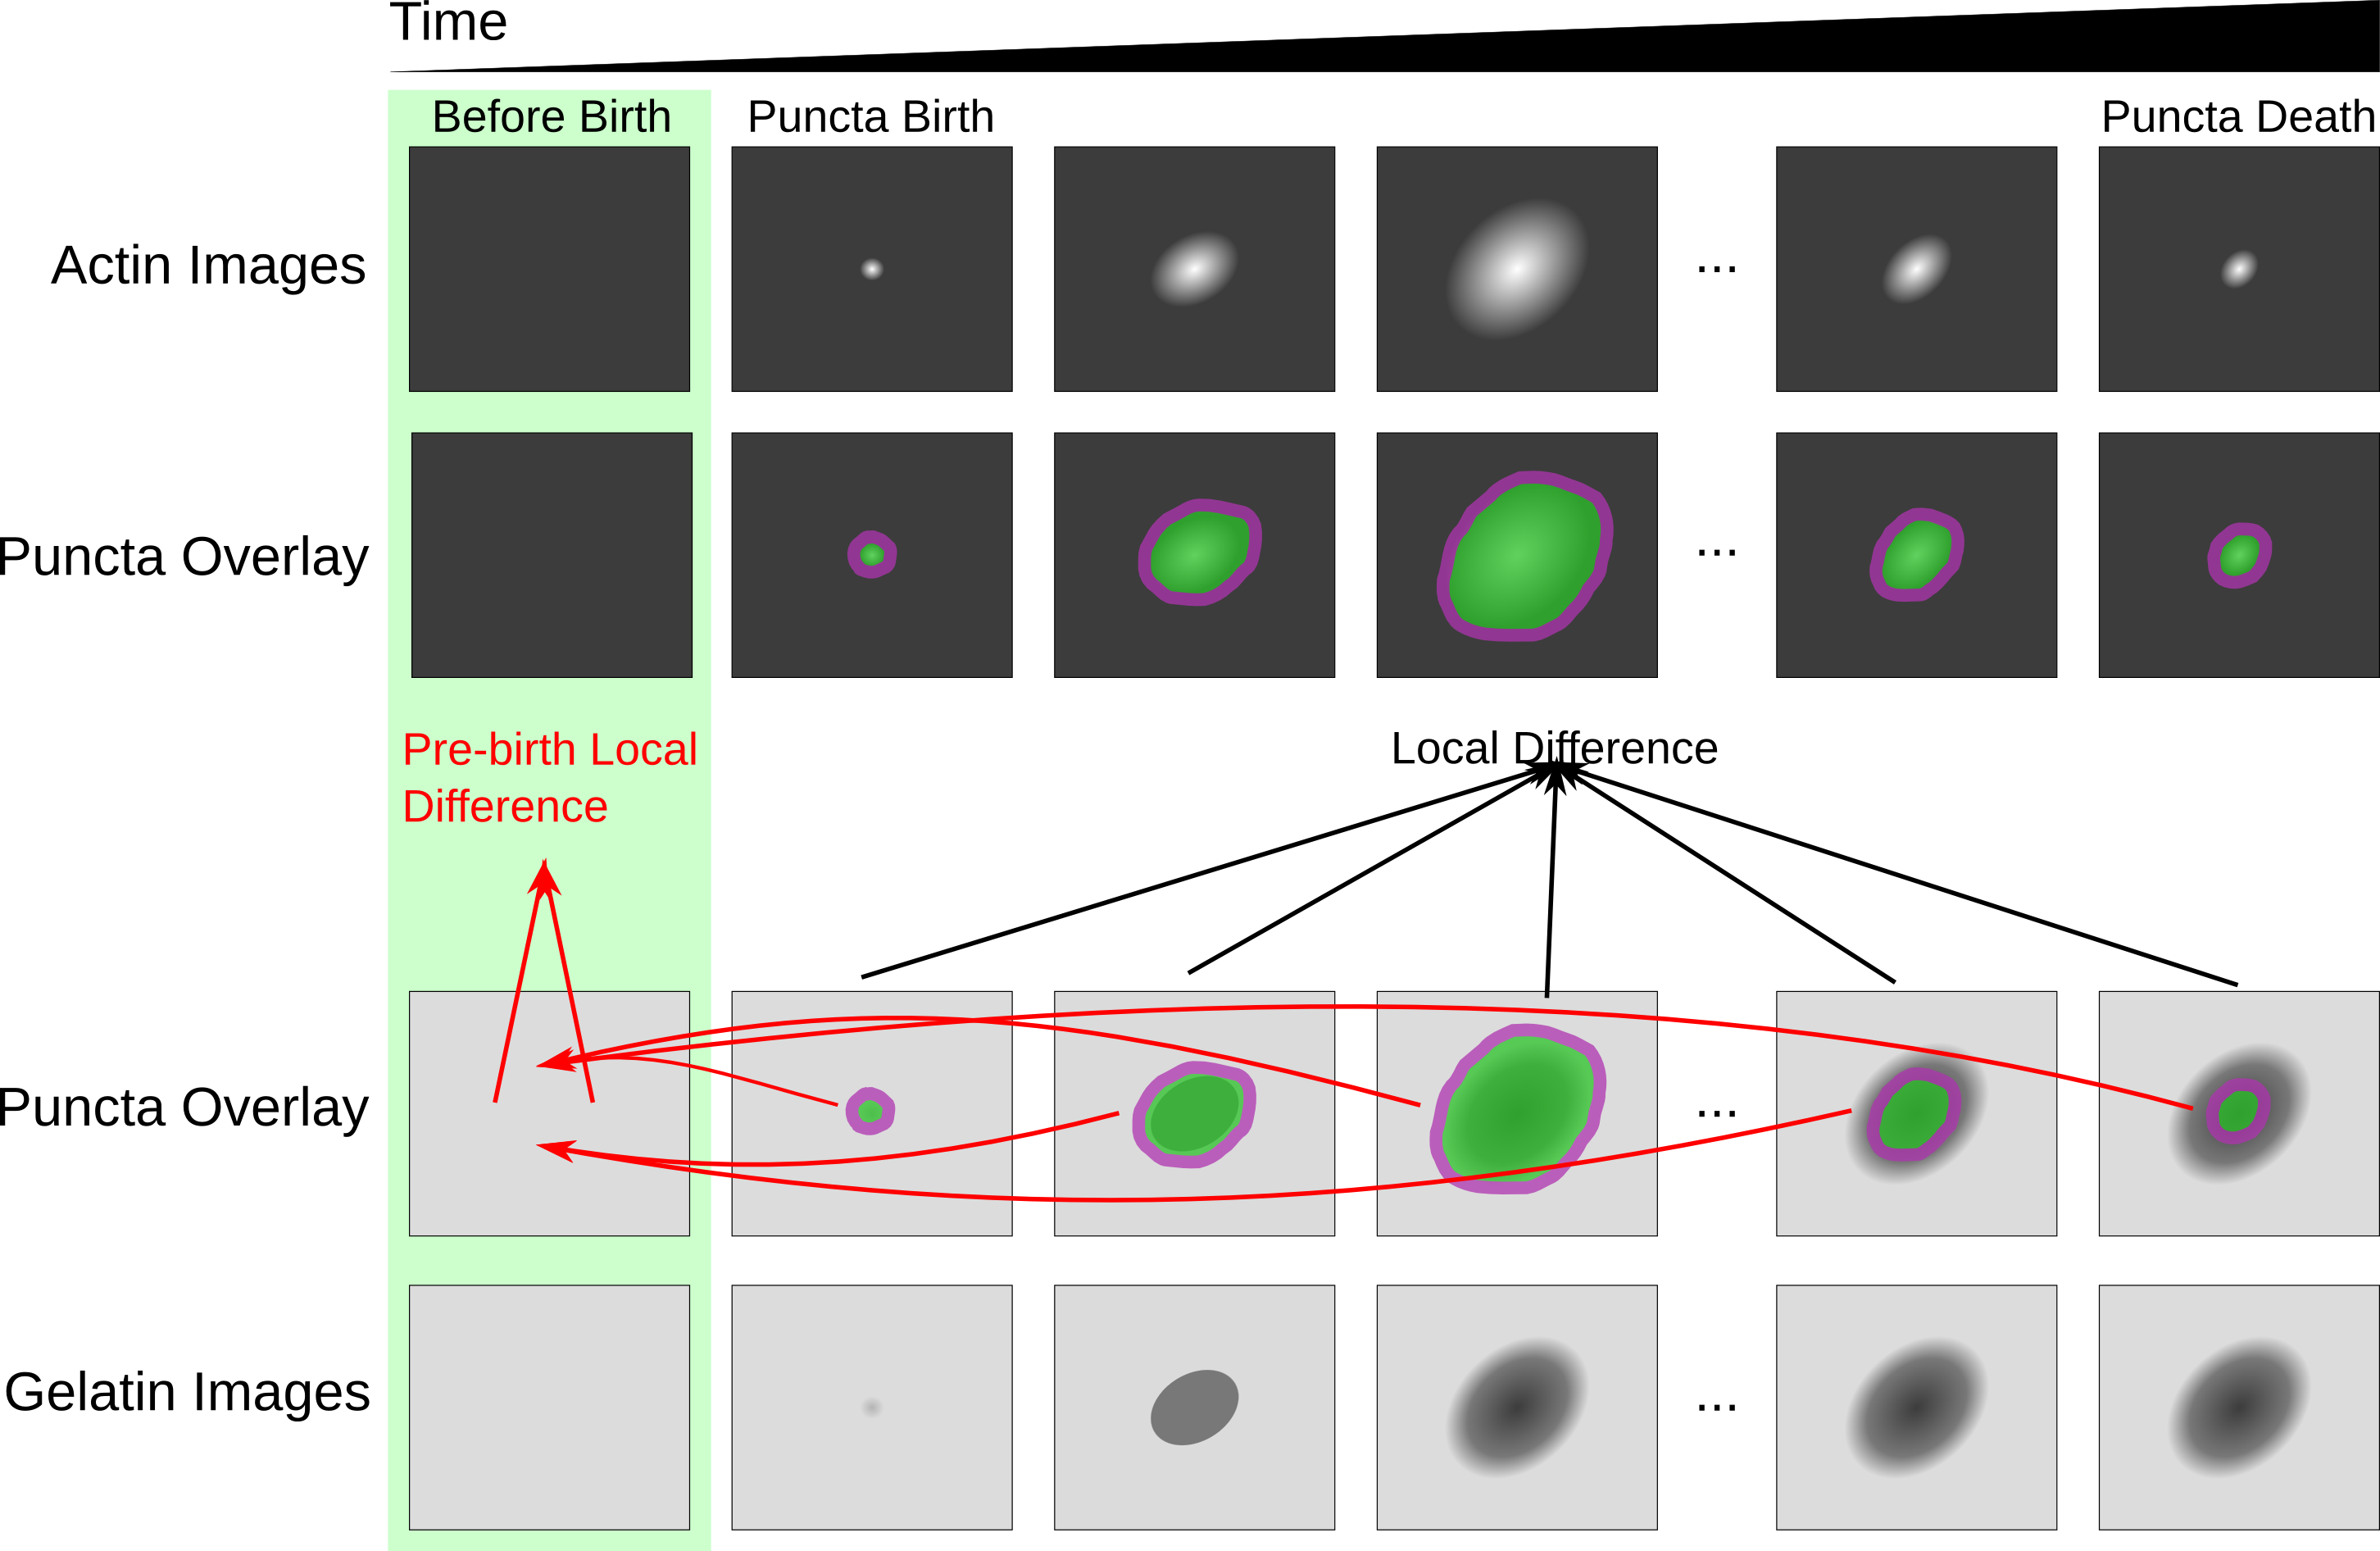 Time
Before Birth
Puncta Birth
Puncta Death
Actin Images
...
Puncta Overlay
...
Pre-birth Local
Difference
Local Difference
Puncta Overlay
...
Gelatin Images
...